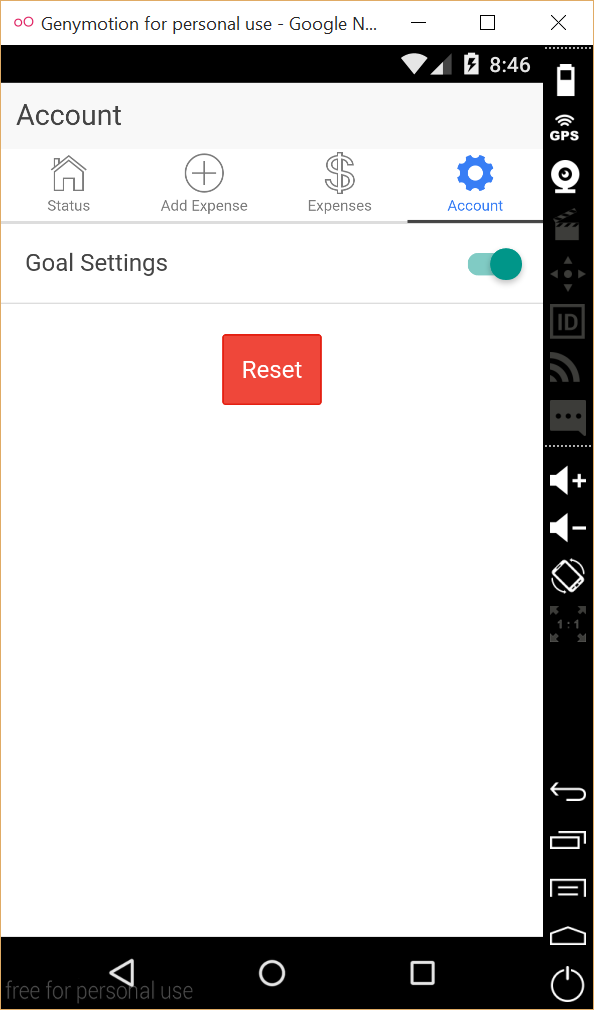 Genymotion for personal use - Google N...
8:46
GPS
Account
Status
Add Expense
Expenses
Account
ID
Goal Settings
Reset
1:1
free for personal use